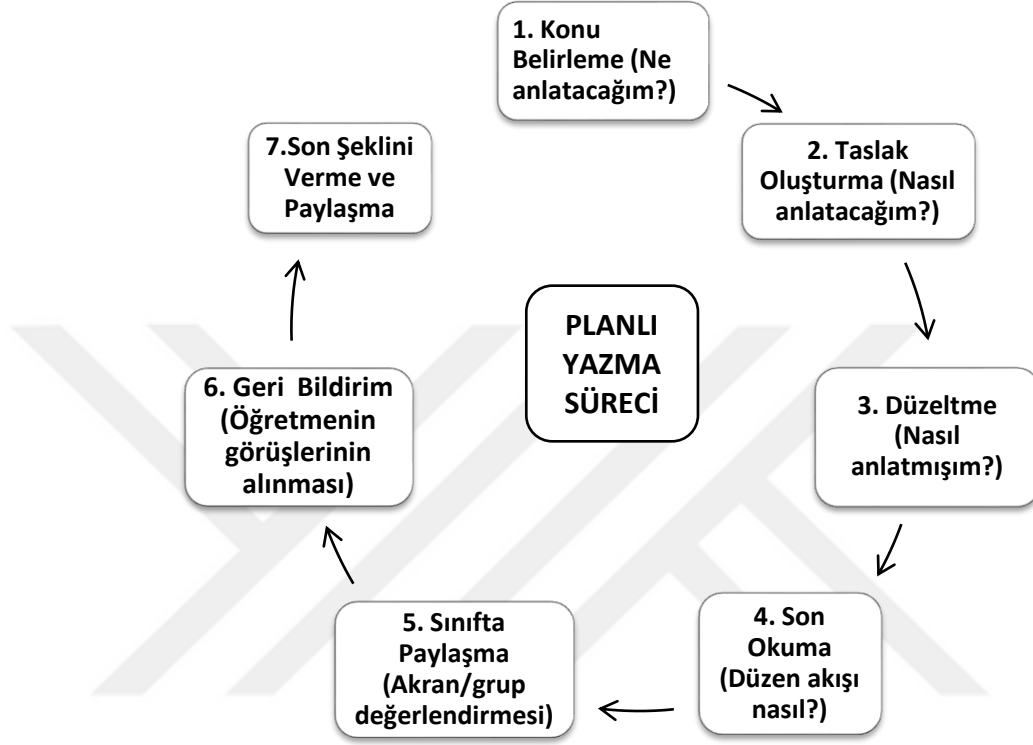 1. Konu
Belirleme (Ne
anlatacağım?)
2. Taslak
Oluşturma (Nasıl
anlatacağım?)
3. Düzeltme
(Nasıl
anlatmışım?)
4. Son
Okuma
(Düzen akışı
nasıl?)
5. Sınıfta
Paylaşma
(Akran/grup
değerlendirmesi)
6. Geri Bildirim
(Öğretmenin
görüşlerinin
alınması)
7.Son Şeklini
Verme ve
Paylaşma
PLANLI
YAZMA
SÜRECİ